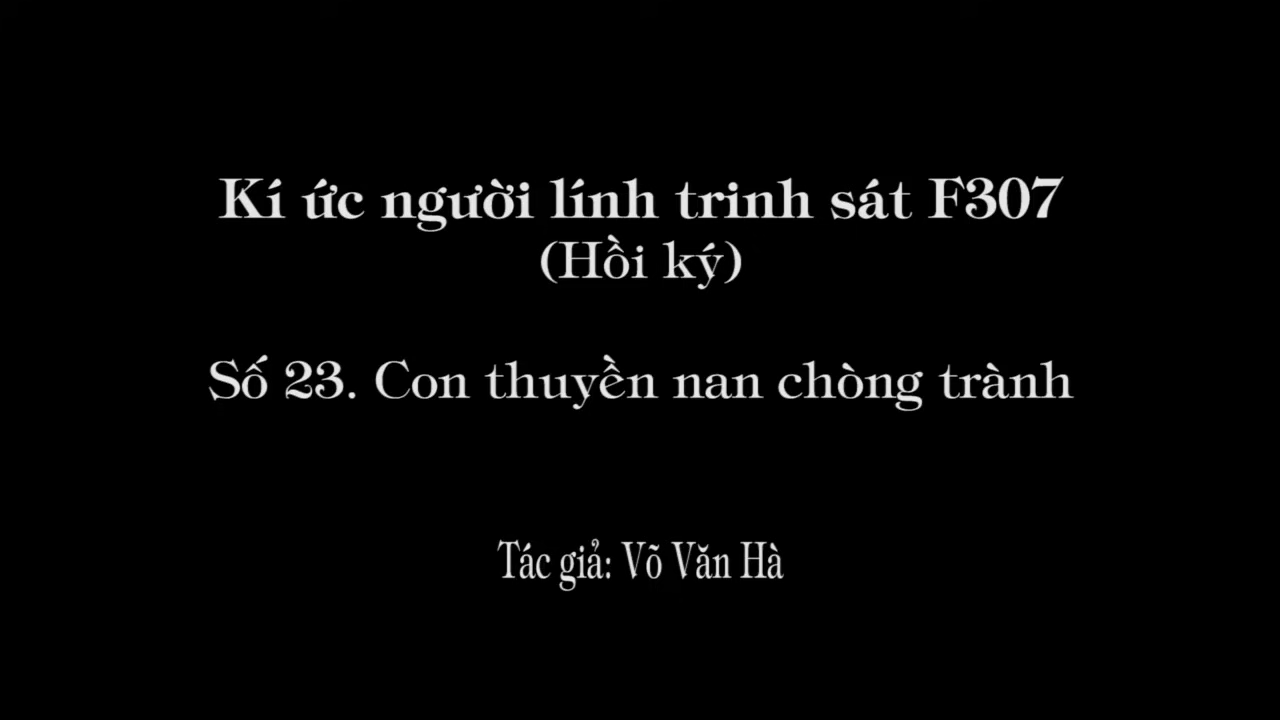 Kí ức người lính trinh sát F307
(Hồi ký)
Số 23. Con thuyền nan chòng trành
Tác giả: Võ Văn Hà